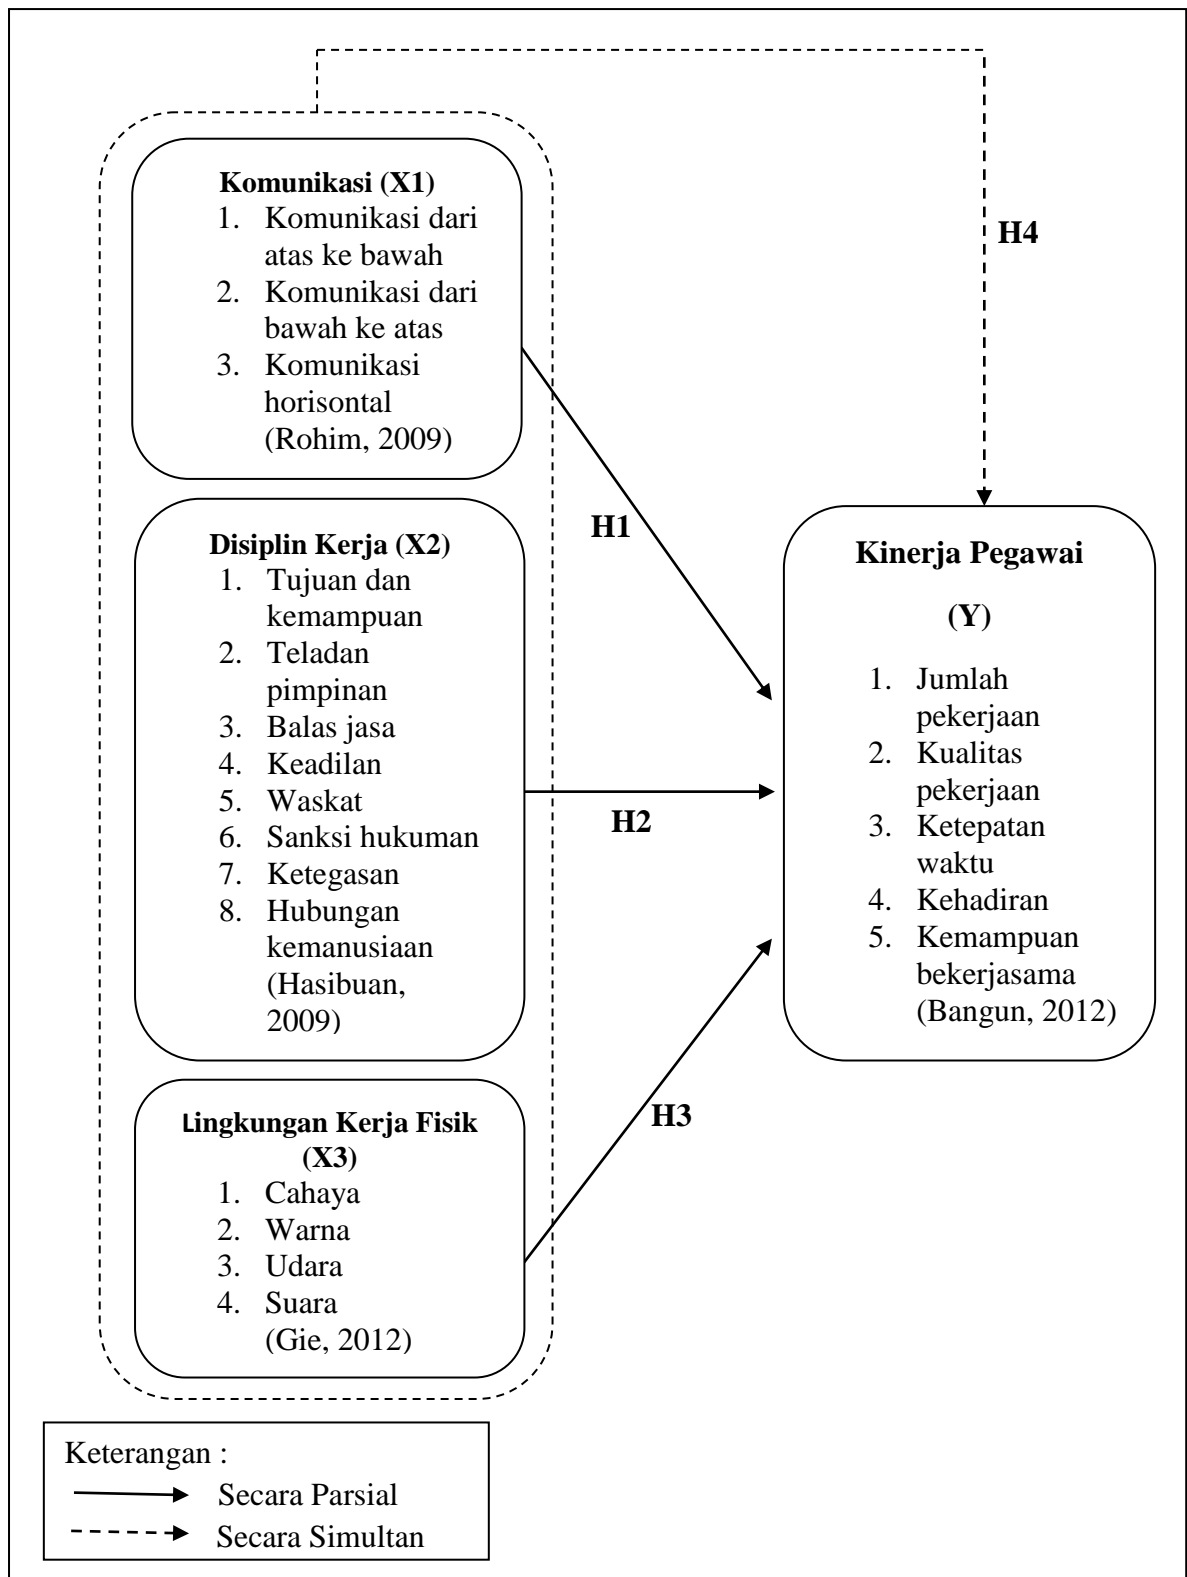 Komunikasi (X1)
1. Komunikasi dari
atas ke bawah
2. Komunikasi dari
bawah ke atas
3. Komunikasi
horisontal
(Rohim, 2009)
Disiplin Kerja (X2)
1. Tujuan dan
kemampuan
2. Teladan
pimpinan
3. Balas jasa
4. Keadilan
5. Waskat
6. Sanksi hukuman
7. Ketegasan
8. Hubungan
kemanusiaan
(Hasibuan,
2009)
Lingkungan Kerja Fisik
(X3)
1. Cahaya
2. Warna
3. Udara
4. Suara
(Gie, 2012)
H1
H2
H3
H4
Kinerja Pegawai
(Y)
1. Jumlah
pekerjaan
2. Kualitas
pekerjaan
3. Ketepatan
waktu
4. Kehadiran
5. Kemampuan
bekerjasama
(Bangun, 2012)
Keterangan :
Secara Parsial
Secara Simultan